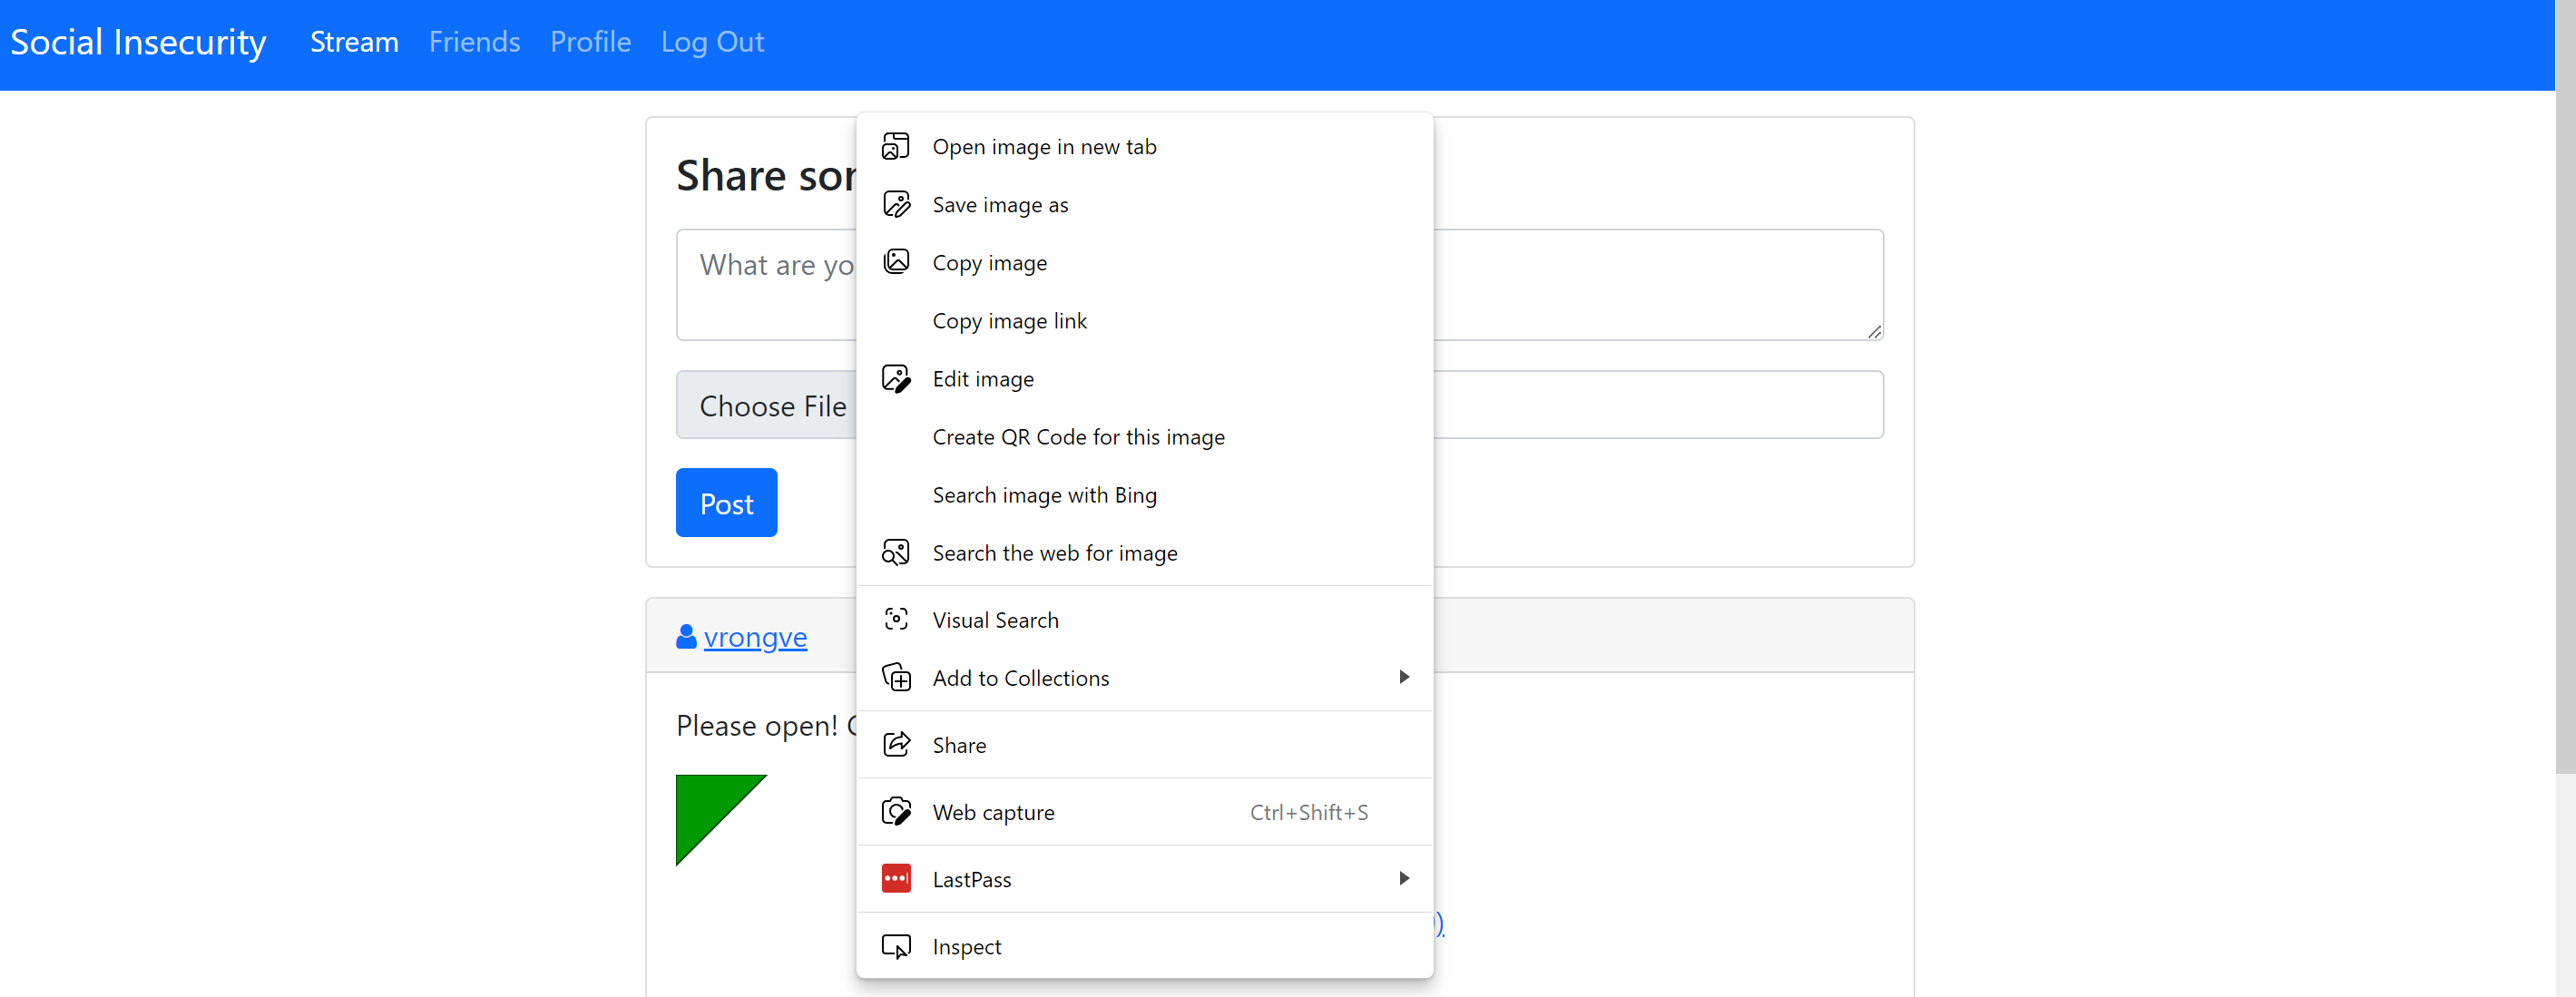 Social Insecurity Stream Friends Profile Log Out
Share
What are
Choose File
Post
vrongve
Please open!
Open image in new tab
Save image as
Copy image
Copy image link
Edit image
Create QR Code for this image
Search image with Bing
Search the web for image
Visual Search
Add to Collections
Share
Web capture Ctrl+Shift+S
LastPass
Inspect
)